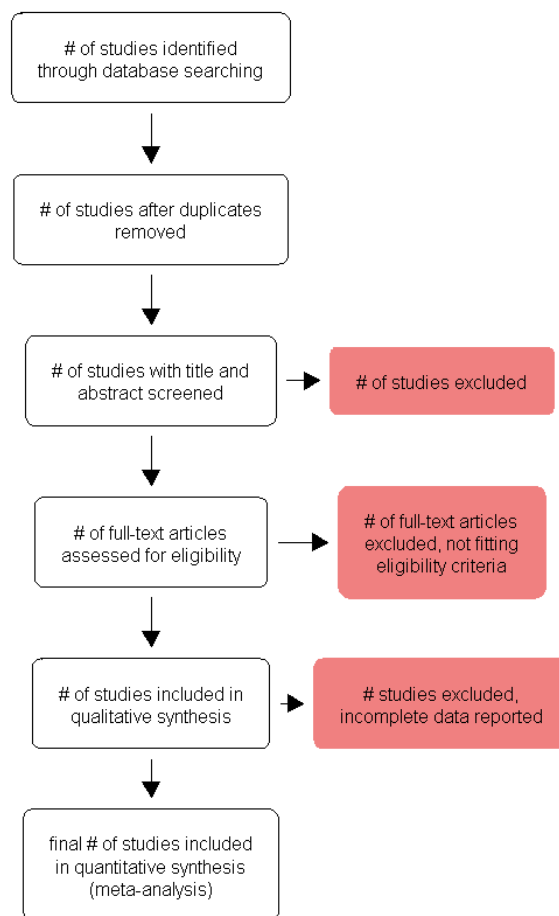 # of studies identified
through database searching
# of studies after duplicates
removed
# of studies with title and
abstract screened
# of studies excluded
# of full-text articles
assessed for eligibility
# of full-text articles
excluded, not fitting
eligibility criteria
# of studies included in
qualitative synthesis
# studies excluded,
incomplete data reported
final # of studies included
in quantitative synthesis
(meta-analysis)